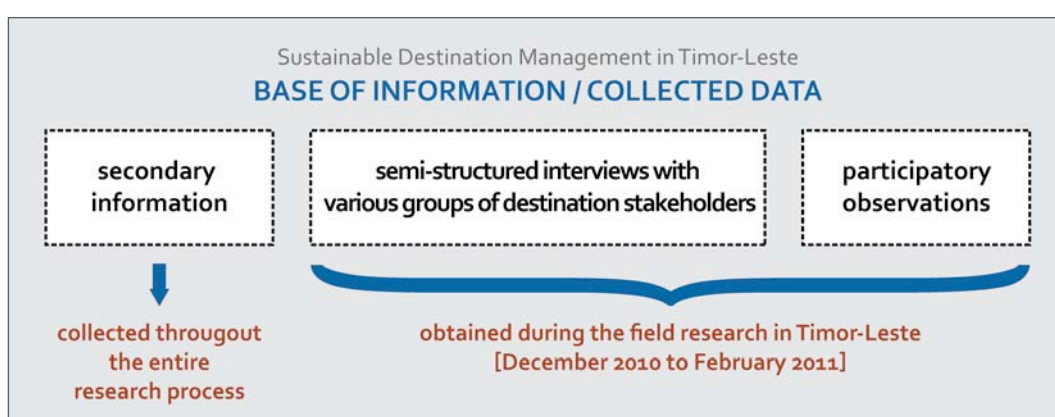 Sustainable Destination Management in Timor-Leste
BASE OF INFORMATION / COLLECTED DATA
secondary
information
semi-structured interviews with
various groups of destination stakeholders
participatory
observations
collected througout
the entire
research process
obtained during the field research in Timor-Leste
[December 2010 to February 2011]